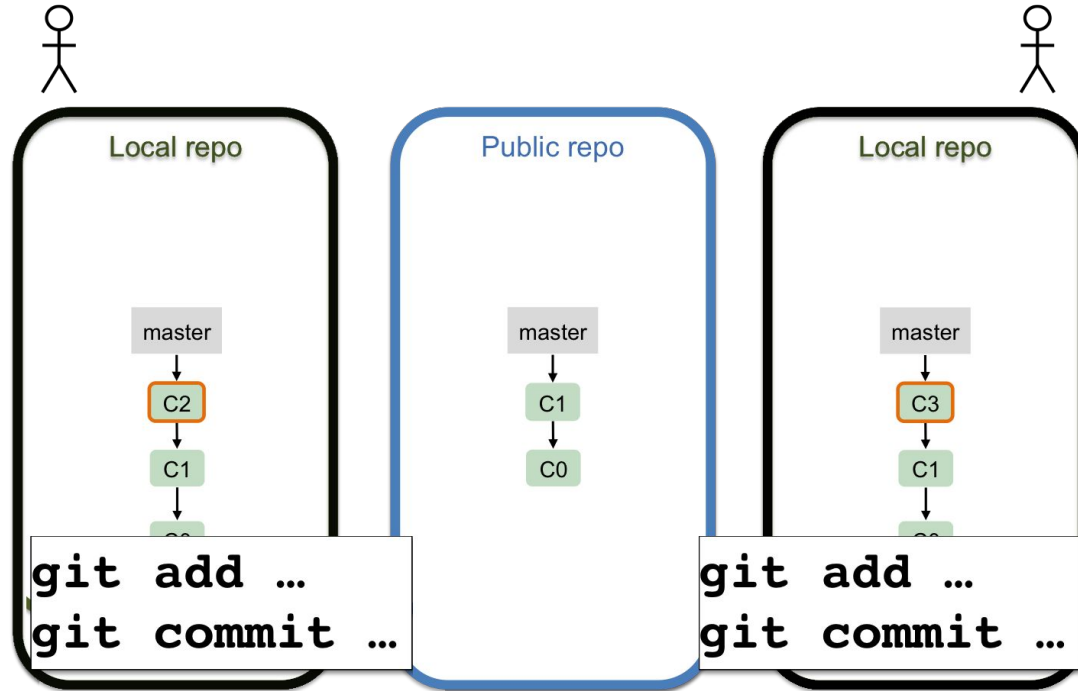 Local repo
master
C2
C1
git add …
git commit …
Public repo
master
C1
C0
Local repo
master
C3
C1
git add …
git commit …